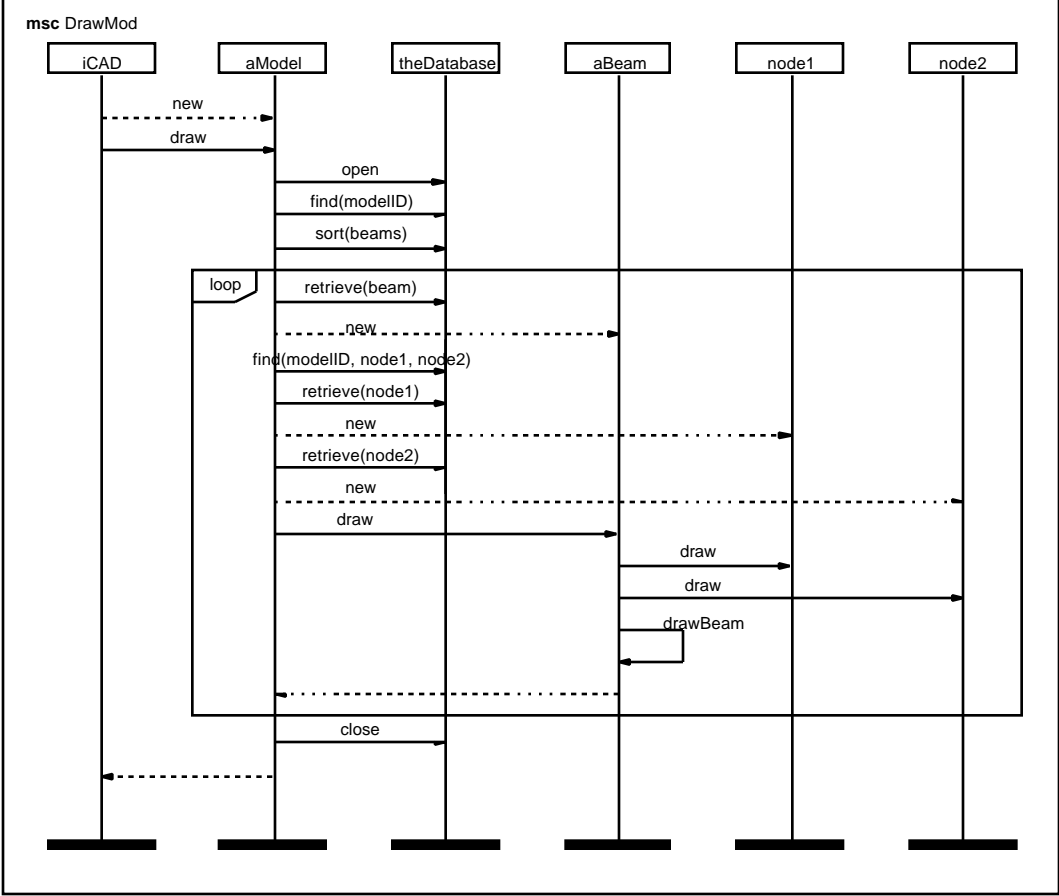 msc DrawMod
iCAD
aModel
theDatabase
aBeam
node1
node2
new
draw
open
find(modelID)
sort(beams)
loop
retrieve(beam)
new
find(modelID, node1, node2)
retrieve(node1)
new
retrieve(node2)
new
draw
draw
draw
drawBeam
close